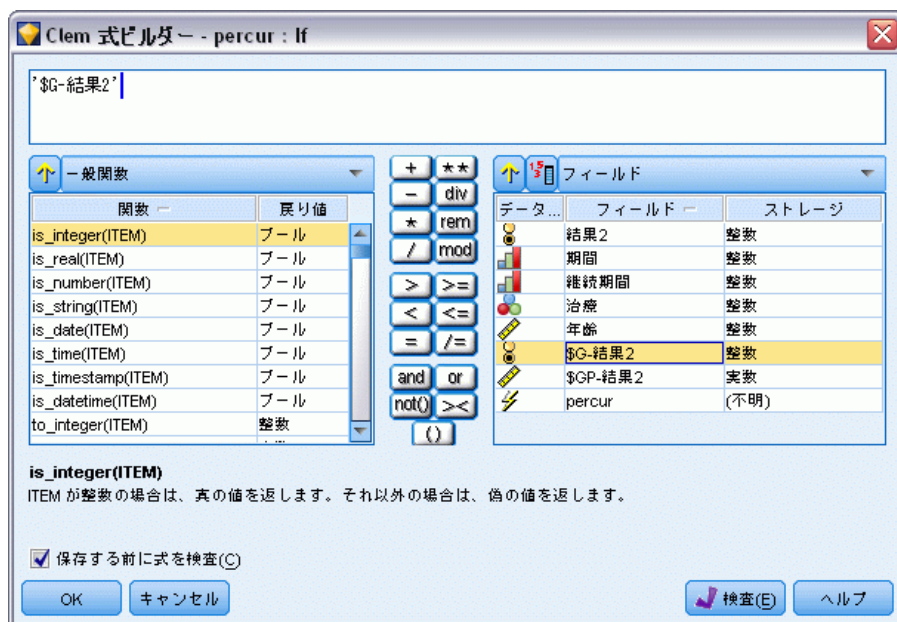 Clem 式ビルダー - percur : If
'$G-結果2'
一般関数
関数 戻り値
is_integer(ITEM) ブール
is_real(ITEM) ブール
is_number(ITEM) ブール
is_string(ITEM) ブール
is_date(ITEM) ブール
is_time(ITEM) ブール
is_timestamp(ITEM) ブール
is_datetime(ITEM) ブール
to_integer(ITEM) 整数
+ **
- div
* rem
/ mod
> >=
< <=
= /=
and or
not() ><
()
フィールド
データ... フィールド ストレージ
結果2 整数
期間 整数
継続期間 整数
治療 整数
年齢 整数
$G-結果2 整数
$GP-結果2 実数
percur (不明)
is_integer(ITEM)
ITEM が整数の場合は、真の値を返します。それ以外の場合は、偽の値を返します。
保存する前に式を検査(C)
OK キャンセル 検査(E) ヘルプ